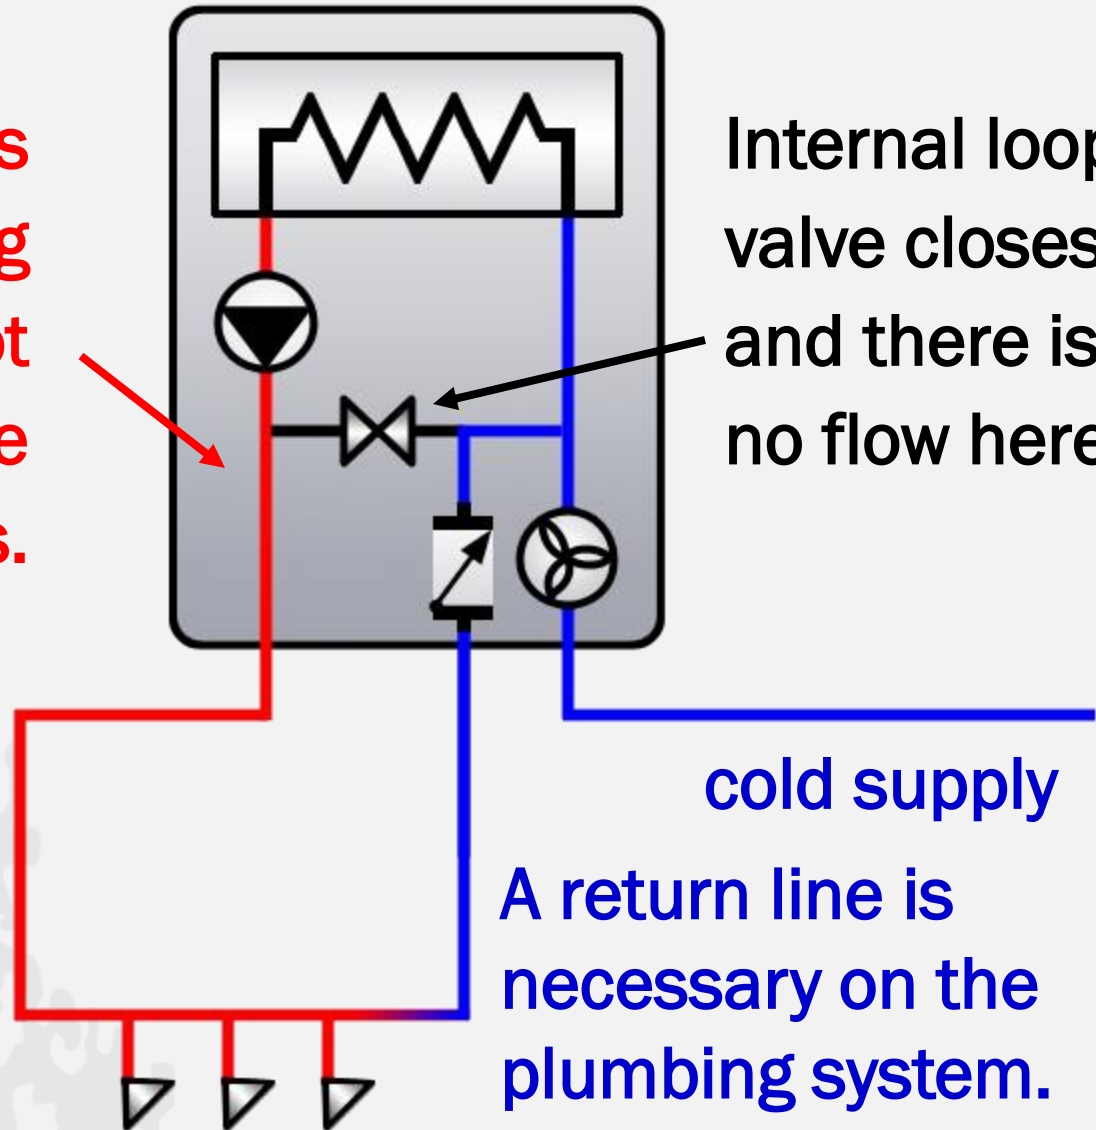 s
g
ot
e
s.
Internal loop
valve closes
and there is
no flow here
cold supply
A return line is
necessary on the
plumbing system.